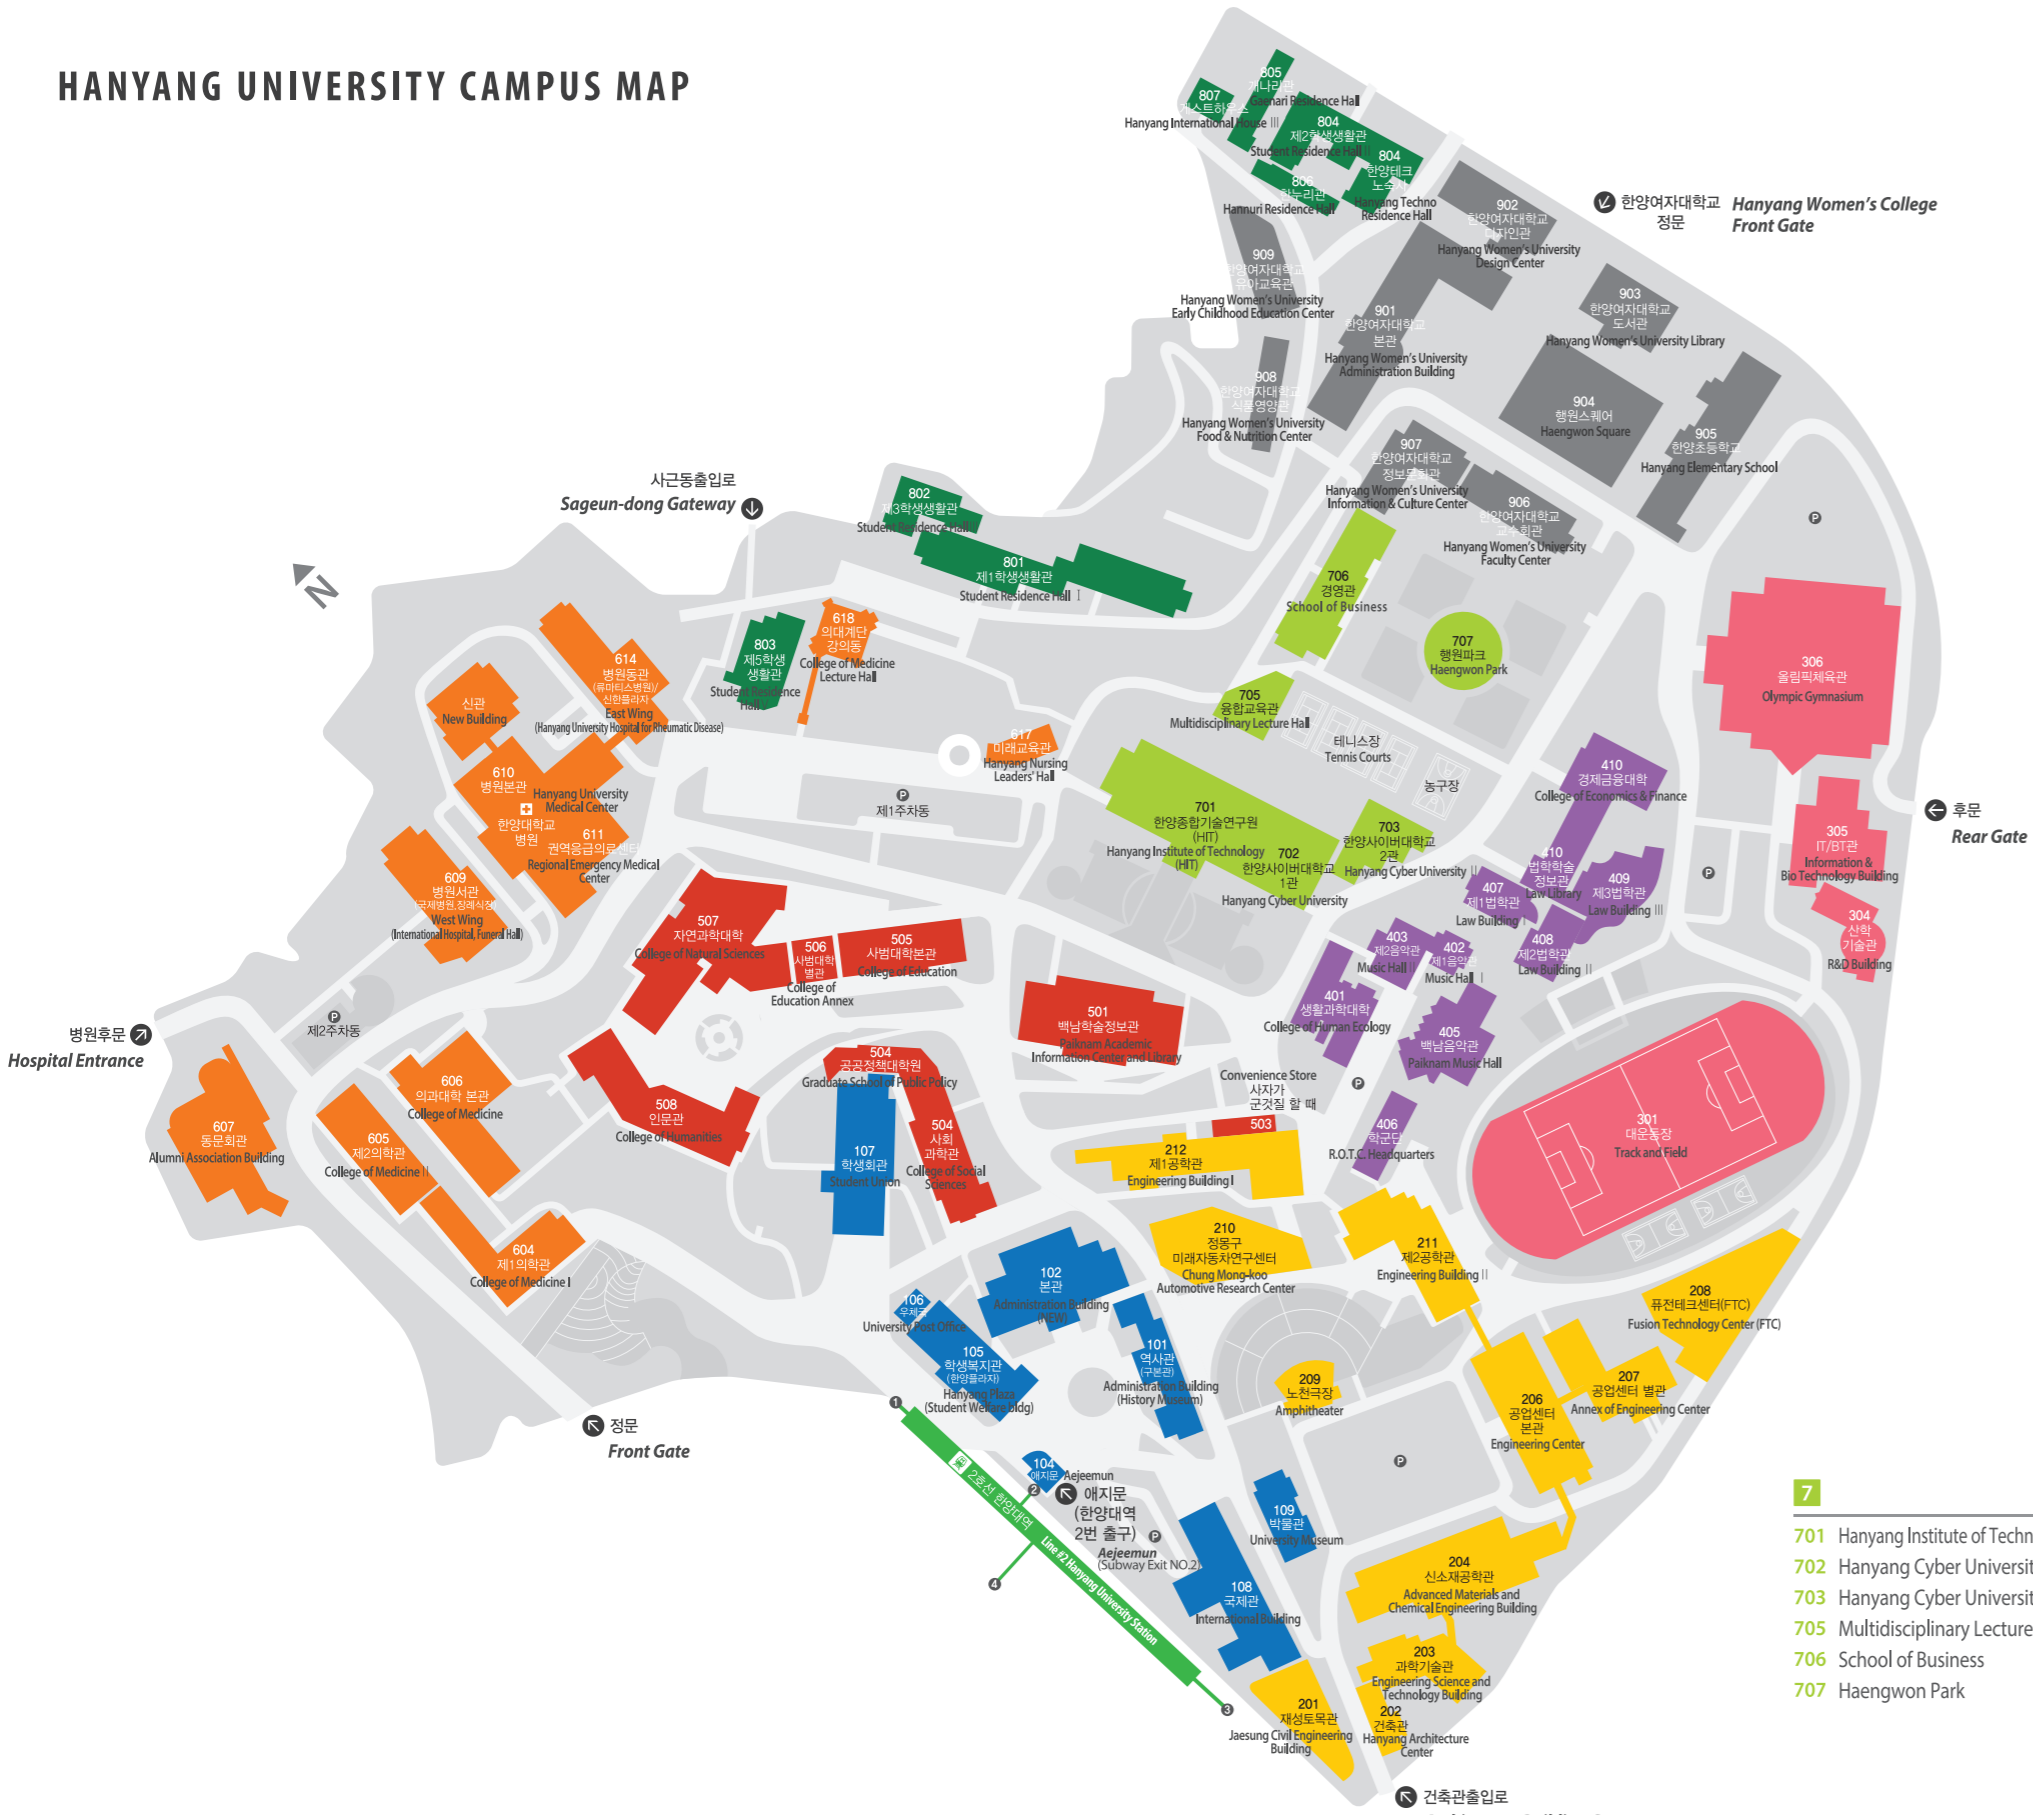 HANYANG UNIVERSITY CAMPUS MAP
805
개나리관
Gaenari Residence Hall
807
게스트하우스
Hanyang International House Ⅲ
804
제2학생생활관
Student Residence Hall Ⅱ
804
한양테크
노숙사
Hanyang Techno
Residence Hall
806
한누리관
Hannuri Residence Hall
902
한양여자대학교
디자인관
Hanyang Women's University
Design Center
한양여자대학교
정문
Hanyang Women's College
Front Gate
909
한양여자대학교
유아교육관
Hanyang Women's University
Early Childhood Education Center
901
한양여자대학교
본관
Hanyang Women's University
Administration Building
903
한양여자대학교
도서관
Hanyang Women's University Library
908
한양여자대학교
식품영양관
Hanyang Women's University
Food & Nutrition Center
904
행원스퀘어
Haengwon Square
905
한양초등학교
Hanyang Elementary School
907
한양여자대학교
정보문화관
Hanyang Women's University
Information & Culture Center
906
한양여자대학교
교수회관
Hanyang Women's University
Faculty Center
P
사근동출입로
Sageun-dong Gateway
802
제3학생생활관
Student Residence Hall Ⅲ
801
제1학생생활관
Student Residence Hall Ⅰ
N
706
경영관
School of Business
707
행원파크
Haengwon Park
803
제5학생
생활관
Student Residence
Hall Ⅴ
618
의대계단
강의동
College of Medicine
Lecture Hall
614
병원동관
(류마티스병원)/
신한플라자
East Wing
(Hanyang University Hospital for Rheumatic Disease)
신관
New Building
306
올림픽체육관
Olympic Gymnasium
705
융합교육관
Multidisciplinary Lecture Hall
테니스장
Tennis Courts
농구장
617
미래교육관
Hanyang Nursing
Leaders' Hall
610
병원본관
Hanyang University
Medical Center
한양대학교
병원
611
권역응급의료센터
Regional Emergency Medical
Center
P
제1주차동
410
경제금융대학
College of Economics & Finance
후문
Rear Gate
701
한양종합기술연구원
(HIT)
Hanyang Institute of Technology
(HIT)
702
한양사이버대학교
1관
Hanyang Cyber University
703
한양사이버대학교
2관
Hanyang Cyber University Ⅱ
305
IT/BT관
Information &
Bio Technology Building
609
병원서관
(국제병원,장례식장)
West Wing
(International Hospital, Funeral Hall)
410
법학학술
정보관
Law Library
409
제3법학관
Law Building Ⅲ
407
제1법학관
Law Building Ⅰ
408
제2법학관
Law Building Ⅱ
P
304
산학
기술관
R&D Building
507
자연과학대학
College of Natural Sciences
506
사범대학
별관
College of
Education Annex
505
사범대학본관
College of Education
403
제2음악관
Music Hall Ⅱ
402
제1음악관
Music Hall Ⅰ
401
생활과학대학
College of Human Ecology
405
백남음악관
Paiknam Music Hall
501
백남학술정보관
Paiknam Academic
Information Center and Library
병원후문
Hospital Entrance
P
제2주차동
504
공공정책대학원
Graduate School of Public Policy
Convenience Store
사자가
군것질 할 때
503
P
606
의과대학 본관
College of Medicine
508
인문관
College of Humanities
607
동문회관
Alumni Association Building
605
제2의학관
College of Medicine Ⅱ
107
학생회관
Student Union
504
사회
과학관
College of Social
Sciences
212
제1공학관
Engineering Building Ⅰ
406
학군단
R.O.T.C. Headquarters
301
대운동장
Track and Field
604
제1의학관
College of Medicine Ⅰ
210
정몽구
미래자동차연구센터
Chung Mong-koo
Automotive Research Center
211
제2공학관
Engineering Building Ⅱ
102
본관
Administration Building
(NEW)
106
우체국
University Post Office
105
학생복지관
(한양플라자)
Hanyang Plaza
(Student Welfare bldg)
101
역사관
(구본관)
Administration Building
(History Museum)
208
퓨전테크센터(FTC)
Fusion Technology Center (FTC)
209
노천극장
Amphitheater
207
공업센터 별관
Annex of Engineering Center
206
공업센터
본관
Engineering Center
정문
Front Gate
1
2호선 한양대역
Line #2 Hanyang University Station
104
애지문
Aejeemun
2
애지문
(한양대역
2번 출구)
Aejeemun
(Subway Exit NO.2)
P
P
4
3
109
박물관
University Museum
108
국제관
International Building
204
신소재공학관
Advanced Materials and
Chemical Engineering Building
203
과학기술관
Engineering Science and
Technology Building
201
재성토목관
Jaesung Civil Engineering
Building
202
건축관
Hanyang Architecture
Center
건축관출입로
7
701 Hanyang Institute of Techn
702 Hanyang Cyber Universit
703 Hanyang Cyber Universit
705 Multidisciplinary Lecture
706 School of Business
707 Haengwon Park